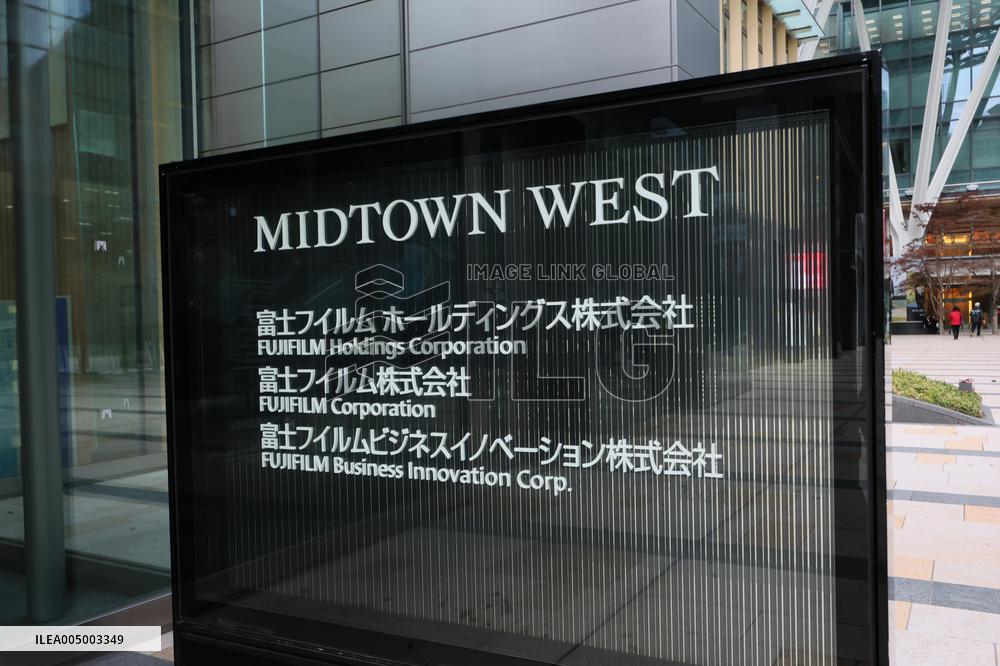 MIDTOWN WEST
IMAGE LINK GLOBAL
ILG
富士フイルム ホールディングス株式会社
FUJIFILM Holdings Corporation
富士フイルム株式会社
FUJIFILM Corporation
富士フイルムビジネスイノベーション株式会社
FUJIFILM Business Innovation Corp.
ILEA005003349